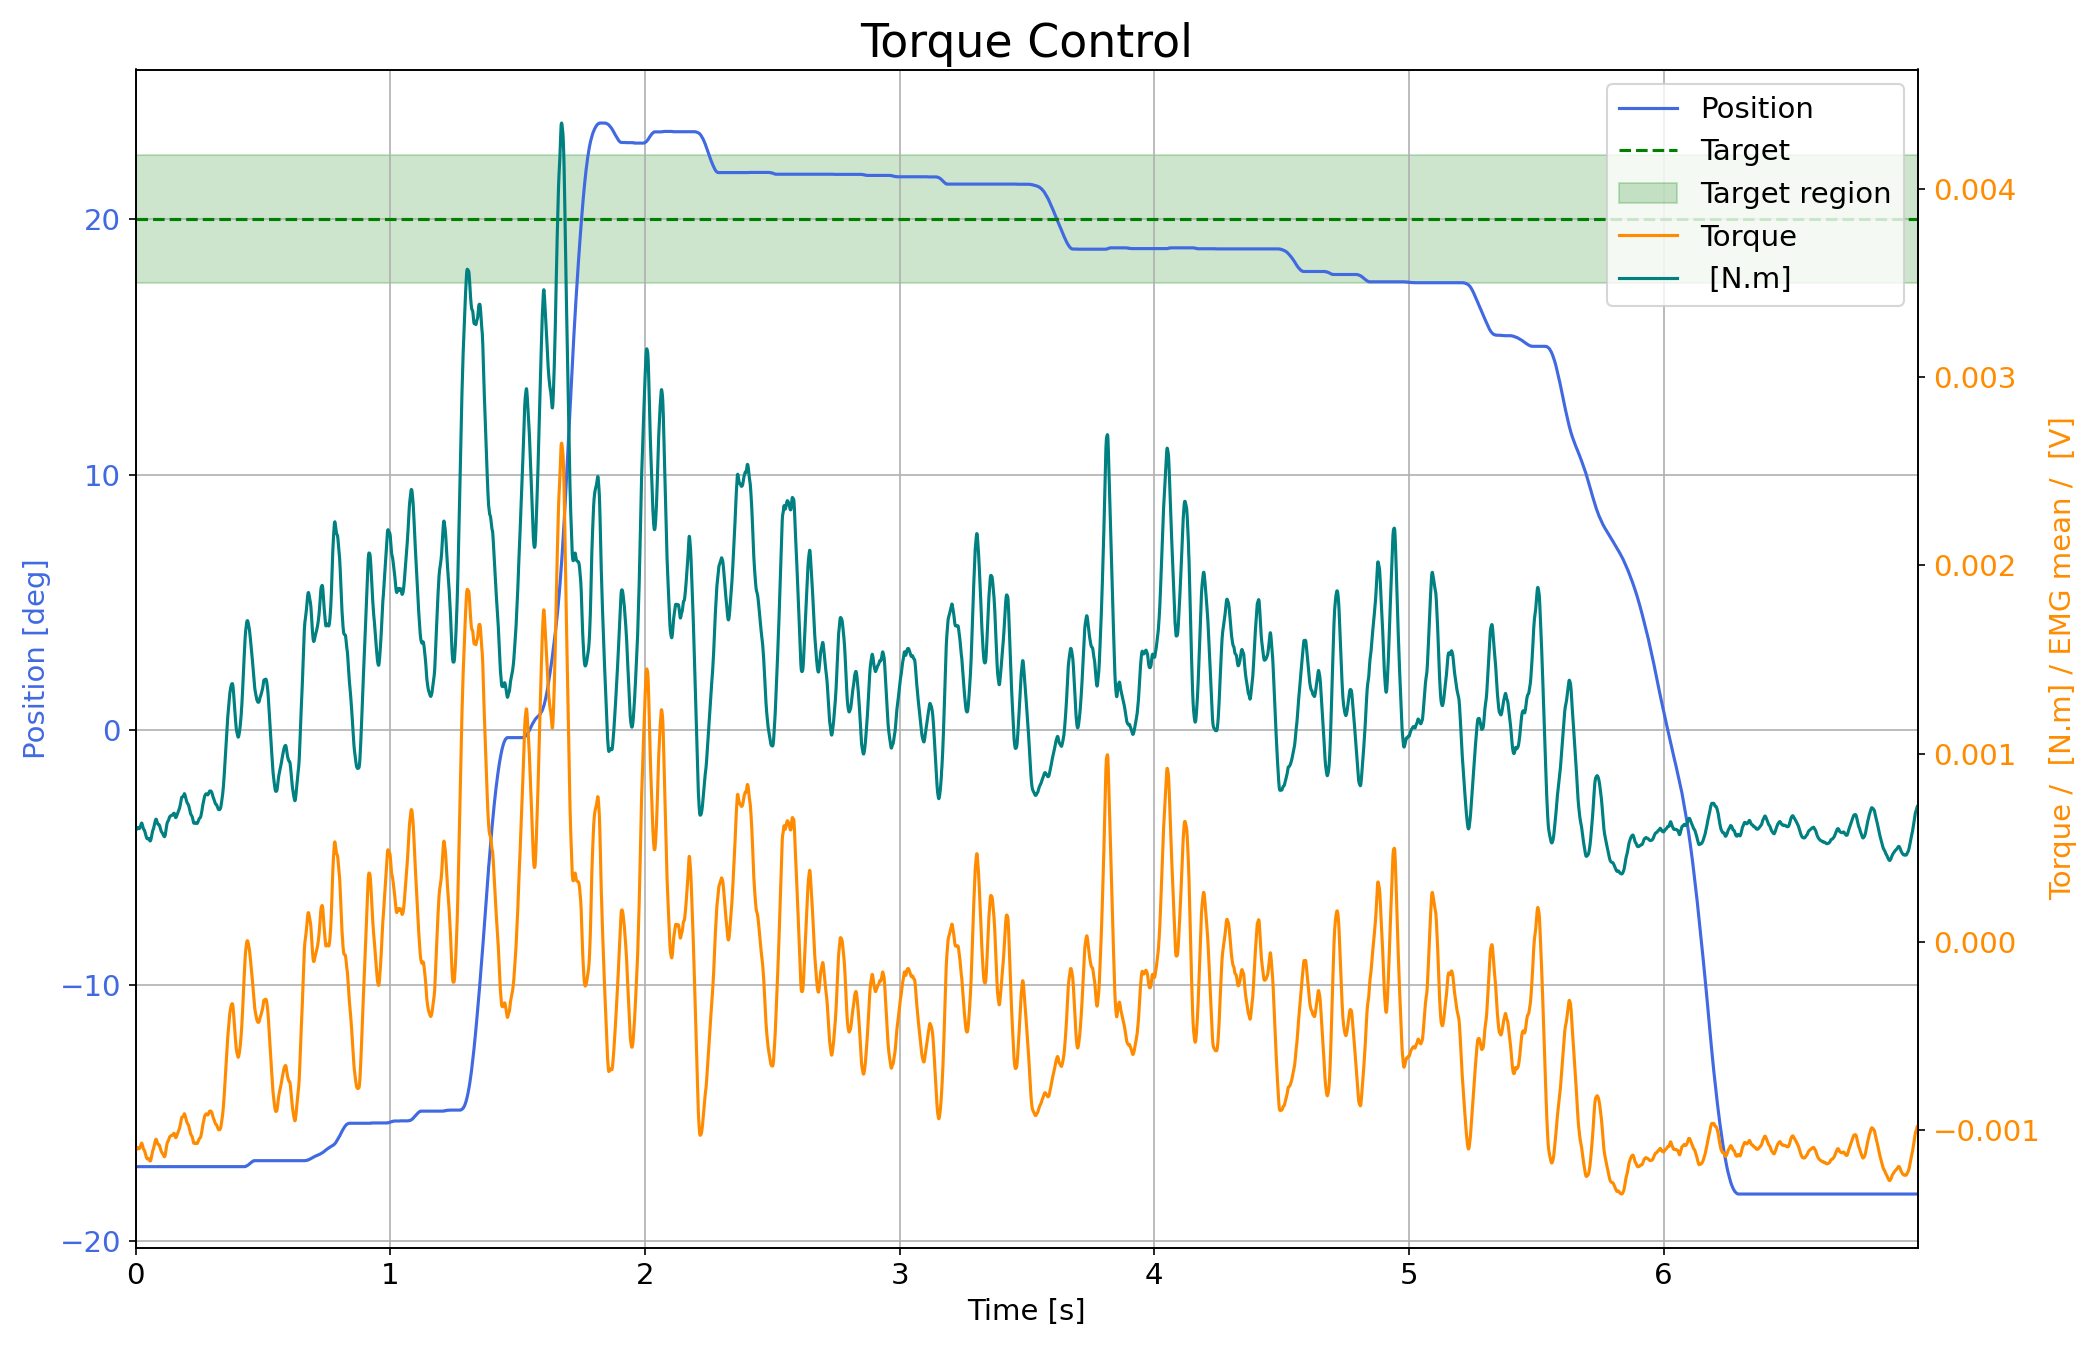 Torque Control
Position
Target
Target region
Torque
[N.m]
Position [deg]
20
10
0
−10
−20
0.004
0.003
0.002
0.001
0.000
−0.001
Torque / [N.m] / EMG mean / [V]
0 1 2 3 4 5 6
Time [s]